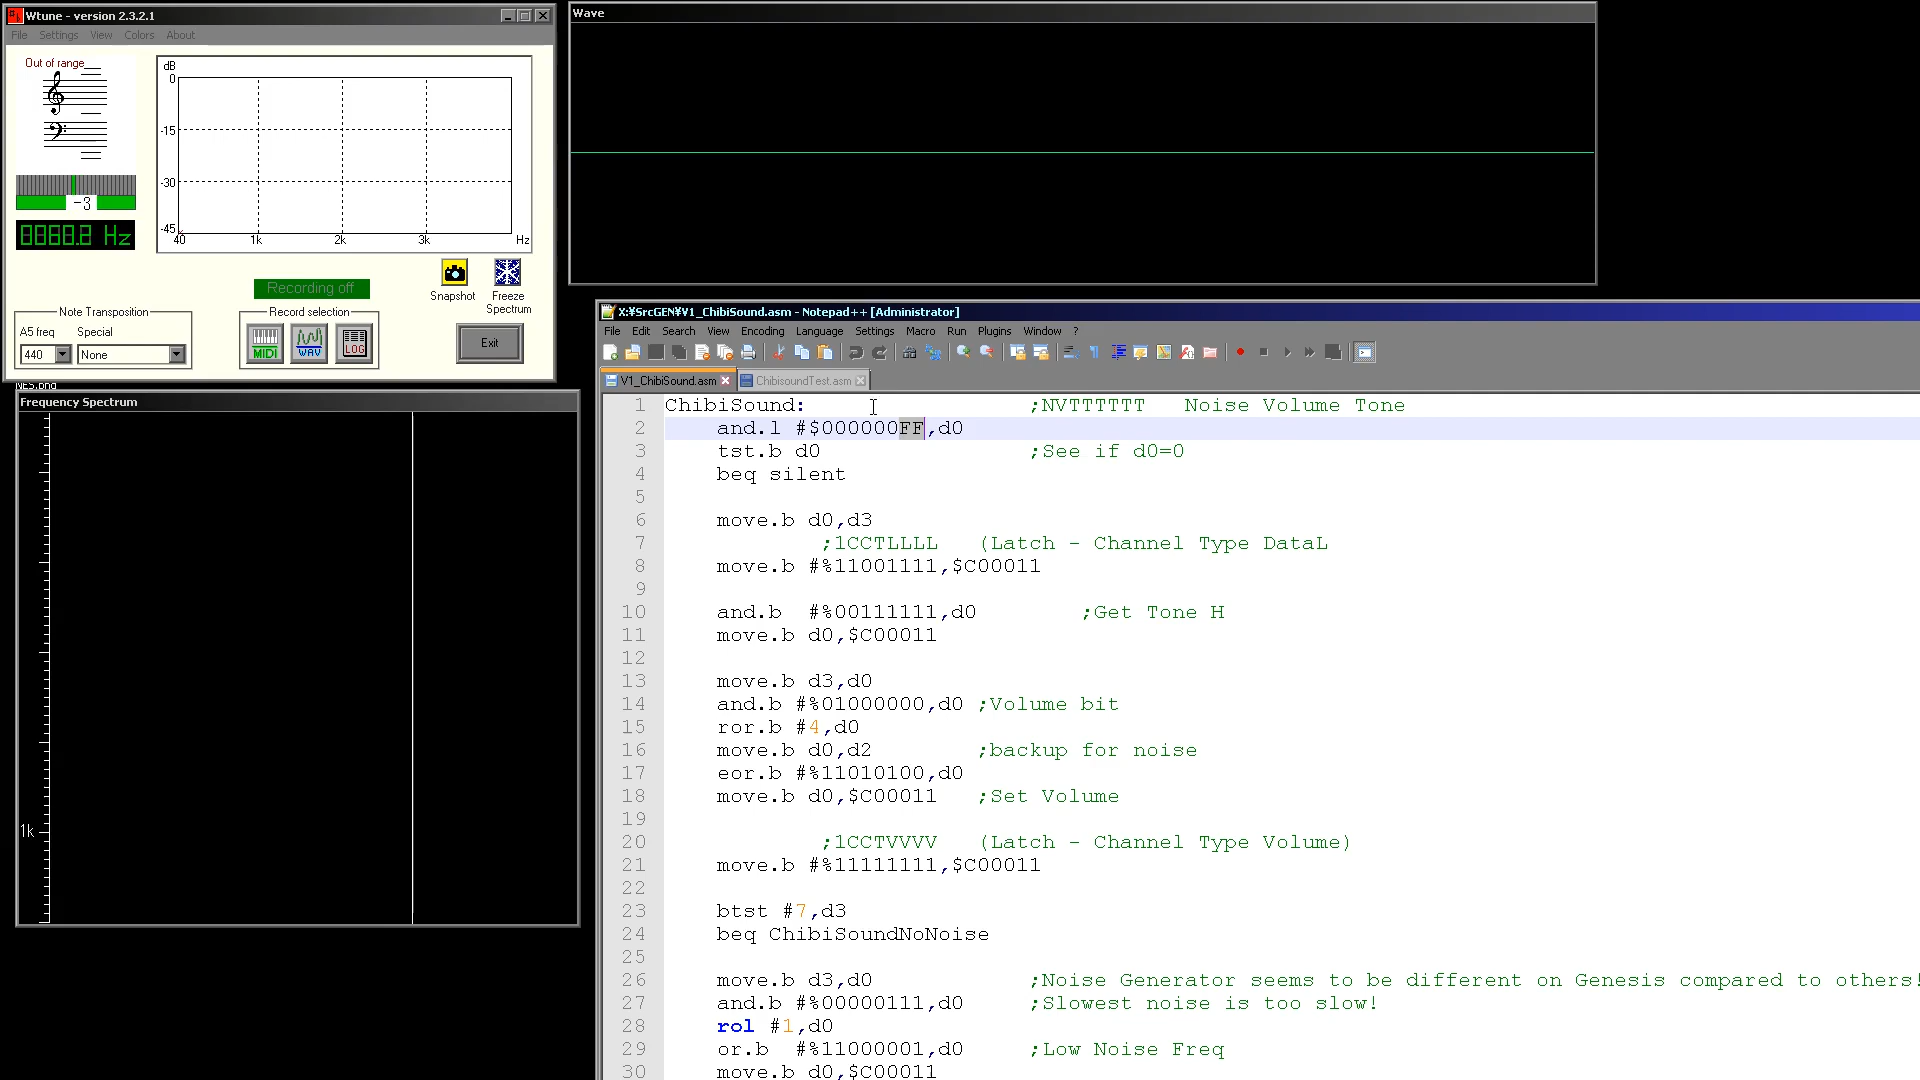 Wtune - version 2.3.2.1
File Settings View Colors About
Out of range
dB
0
-15
-30
-45
40 1k 2k 3k Hz
-3
0060.2 Hz
Recording off
Snapshot
Freeze Spectrum
Note Transposition
A5 freq Special
440 None
Record selection
MIDI WAV LOG
Exit
Wave
NES.png
Frequency Spectrum
1k
X:¥SrcGEN¥V1_ChibiSound.asm - Notepad++ [Administrator]
File Edit Search View Encoding Language Settings Macro Run Plugins Window ?
V1_ChibiSound.asm ChibisoundTest.asm
1 ChibiSound: ;NVTTTTTT Noise Volume Tone
2 and.l #$000000FF,d0
3 tst.b d0 ;See if d0=0
4 beq silent
5
6 move.b d0,d3
7 ;1CCTLLLL (Latch - Channel Type DataL
8 move.b #%11001111,$C00011
9
10 and.b #%00111111,d0 ;Get Tone H
11 move.b d0,$C00011
12
13 move.b d3,d0
14 and.b #%01000000,d0 ;Volume bit
15 ror.b #4,d0
16 move.b d0,d2 ;backup for noise
17 eor.b #%11010100,d0
18 move.b d0,$C00011 ;Set Volume
19
20 ;1CCTVVVV (Latch - Channel Type Volume)
21 move.b #%11111111,$C00011
22
23 btst #7,d3
24 beq ChibiSoundNoNoise
25
26 move.b d3,d0 ;Noise Generator seems to be different on Genesis compared to others!
27 and.b #%00000111,d0 ;Slowest noise is too slow!
28 rol #1,d0
29 or.b #%11000001,d0 ;Low Noise Freq
30 move.b d0,$C00011